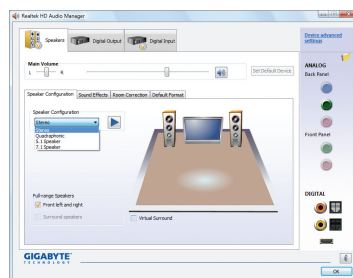 Realtek HD Audio Manager
Speakers
Digital Output
Digital Input
Device advanced
settings
Main Volume
L
R
Set Default Device
ANALOG
Back Panel
Speaker Configuration
Sound Effects
Room Correction
Default Format
Speaker Configuration
Stereo
Stereo
Quadraphonic
5.1 Speaker
7.1 Speaker
Front Panel
Full-range Speakers
Front left and right
Surround speakers
Virtual Surround
DIGITAL
GIGABYTE
TECHNOLOGY
i
OK